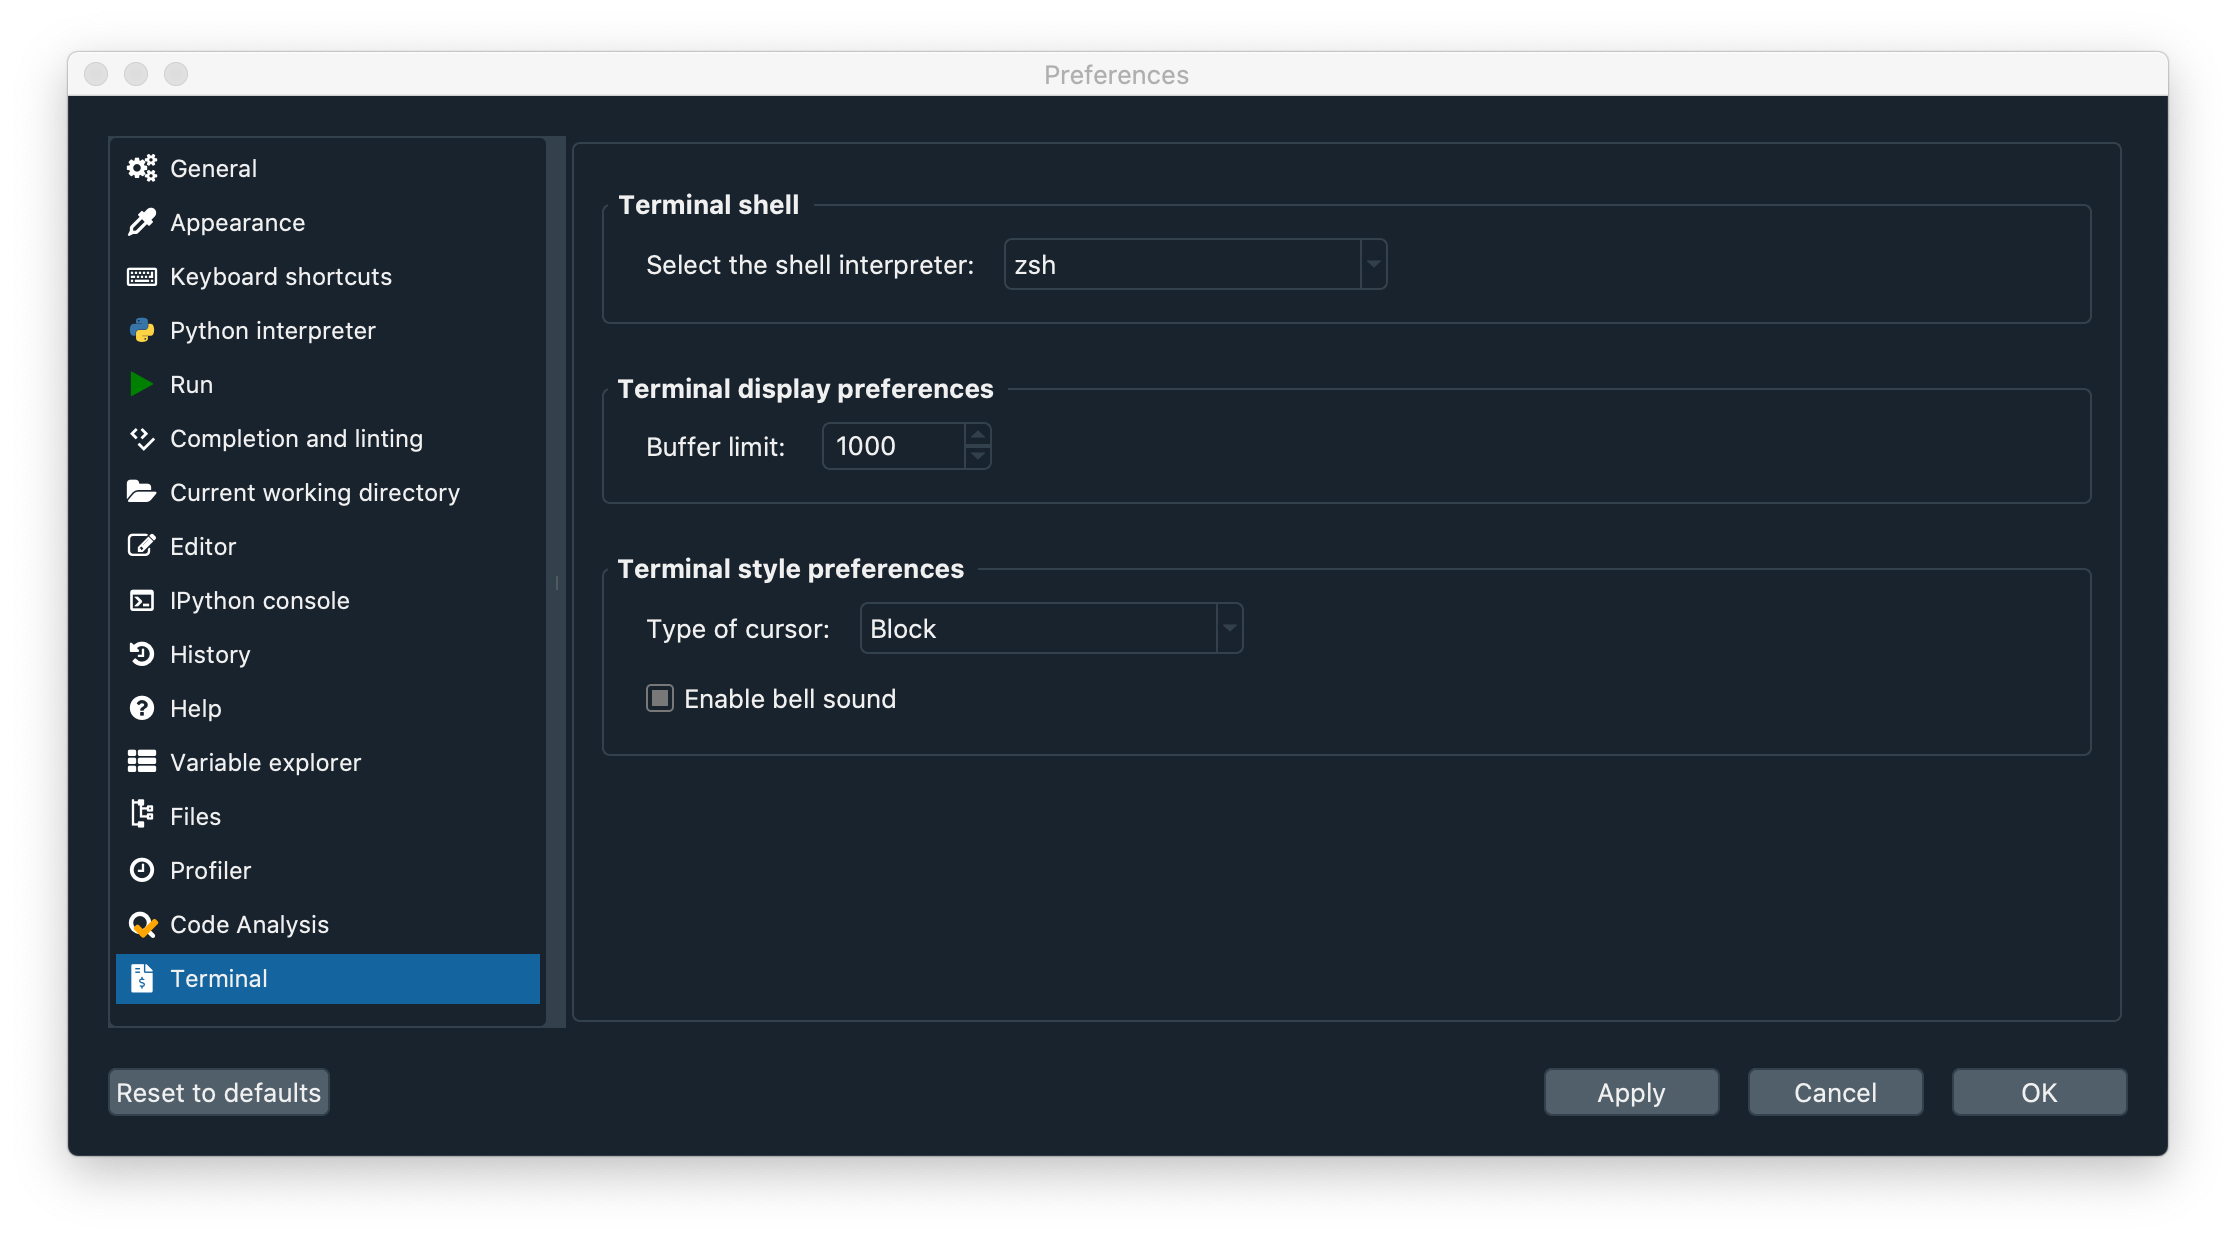 Preferences
General
Appearance
Keyboard shortcuts
Python interpreter
Run
Completion and linting
Current working directory
Editor
IPython console
History
Help
Variable explorer
Files
Profiler
Code Analysis
Terminal
Terminal shell
Select the shell interpreter: zsh
Terminal display preferences
Buffer limit: 1000
Terminal style preferences
Type of cursor: Block
Enable bell sound
Reset to defaults
Apply
Cancel
OK